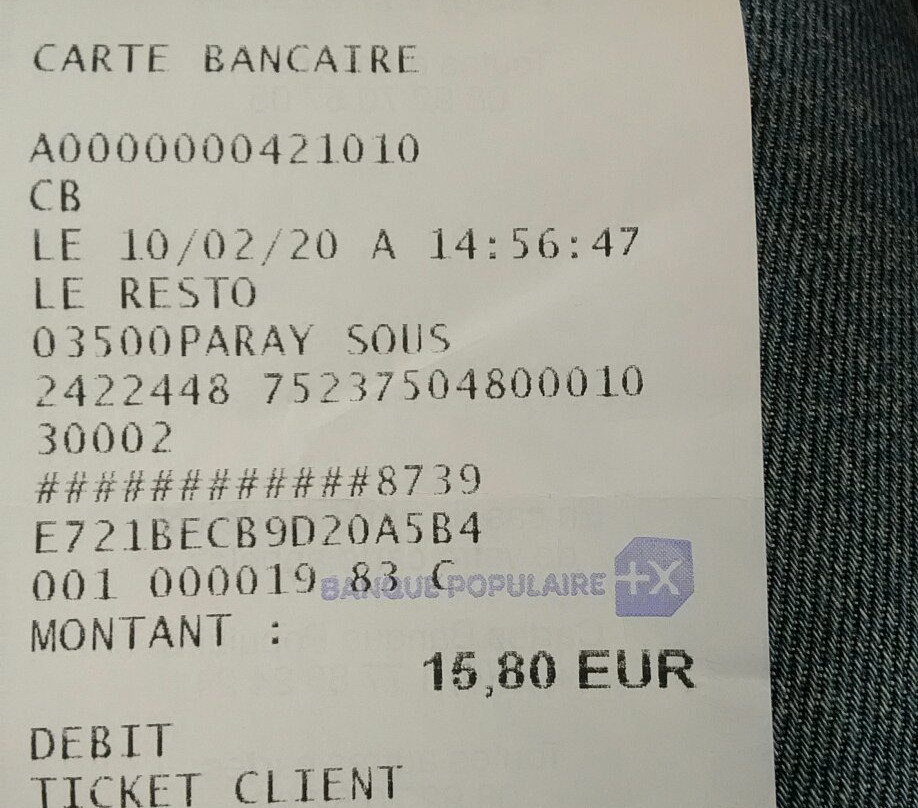 CARTE BANCAIRE
A0000000421010
CB
LE 10/02/20 A 14:56:47
LE RESTO
03500PARAY SOUS
2422448 75237504800010
30002
############8739
E721BECB9D20A5B4
001 000019 83 C
BANQUE POPULAIRE
MONTANT :
15,80 EUR
DEBIT
TICKET CLIENT